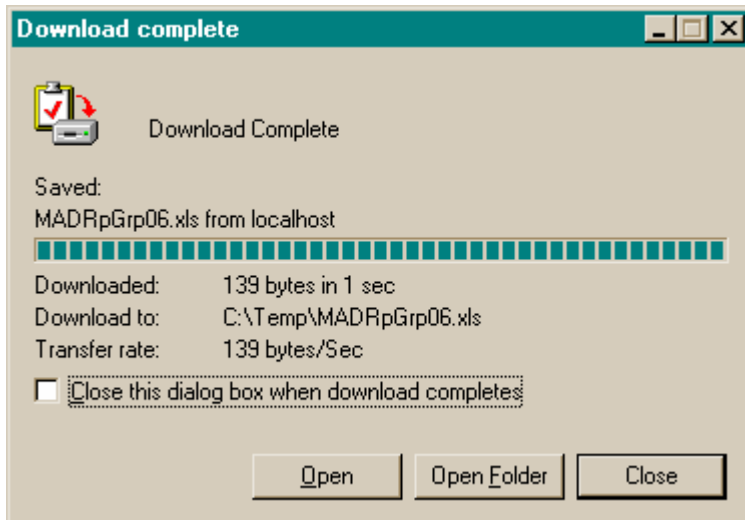 Download complete
Download Complete
Saved:
MADRpGrp06.xls from localhost
Downloaded: 139 bytes in 1 sec
Download to: C:\Temp\MADRpGrp06.xls
Transfer rate: 139 bytes/Sec
Close this dialog box when download completes
Open Open Folder Close